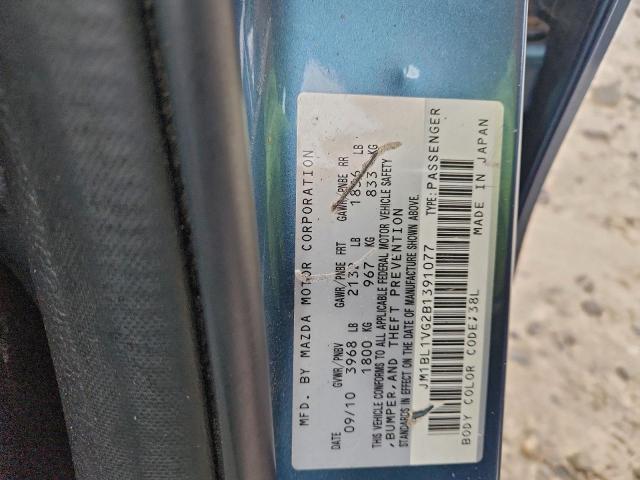 MFD. BY MAZDA MOTOR CORPORATION
DATE GVWR/PNBV GAWR/PNBE FRT GAWR/PNBE RR
09/10 3968 LB 2132 LB 1836 LB
1800 KG 967 KG 833 KG
THIS VEHICLE CONFORMS TO ALL APPLICABLE FEDERAL MOTOR VEHICLE SAFETY
,BUMPER,AND THEFT PREVENTION
STANDARDS IN EFFECT ON THE DATE OF MANUFACTURE SHOWN ABOVE.
JM1BL1VG2B1391077 TYPE:PASSENGER
BODY COLOR CODE;38L MADE IN JAPAN